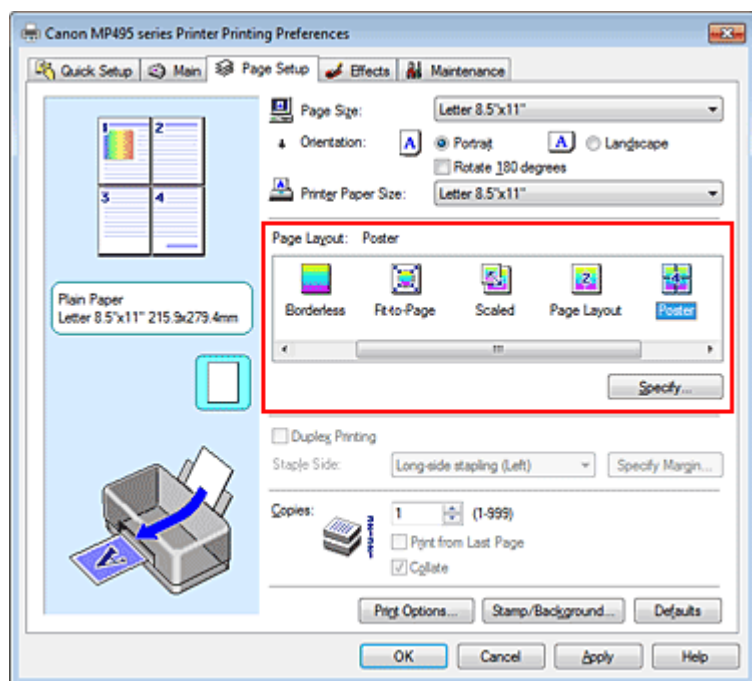 Canon MP495 series Printer Printing Preferences
Quick Setup Main Page Setup Effects Maintenance
Page Size: Letter 8.5"x11"
Orientation: A Portrait A Landscape
Rotate 180 degrees
Printer Paper Size: Letter 8.5"x11"
1 2
3 4
Plain Paper
Letter 8.5"x11" 215.9x279.4mm
Page Layout: Poster
Borderless Fit-to-Page Scaled Page Layout Poster
Specify...
Duplex Printing
Staple Side: Long-side stapling (Left) Specify Margin...
Copies: 1 (1-999)
Print from Last Page
Collate
Print Options... Stamp/Background... Defaults
OK Cancel Apply Help